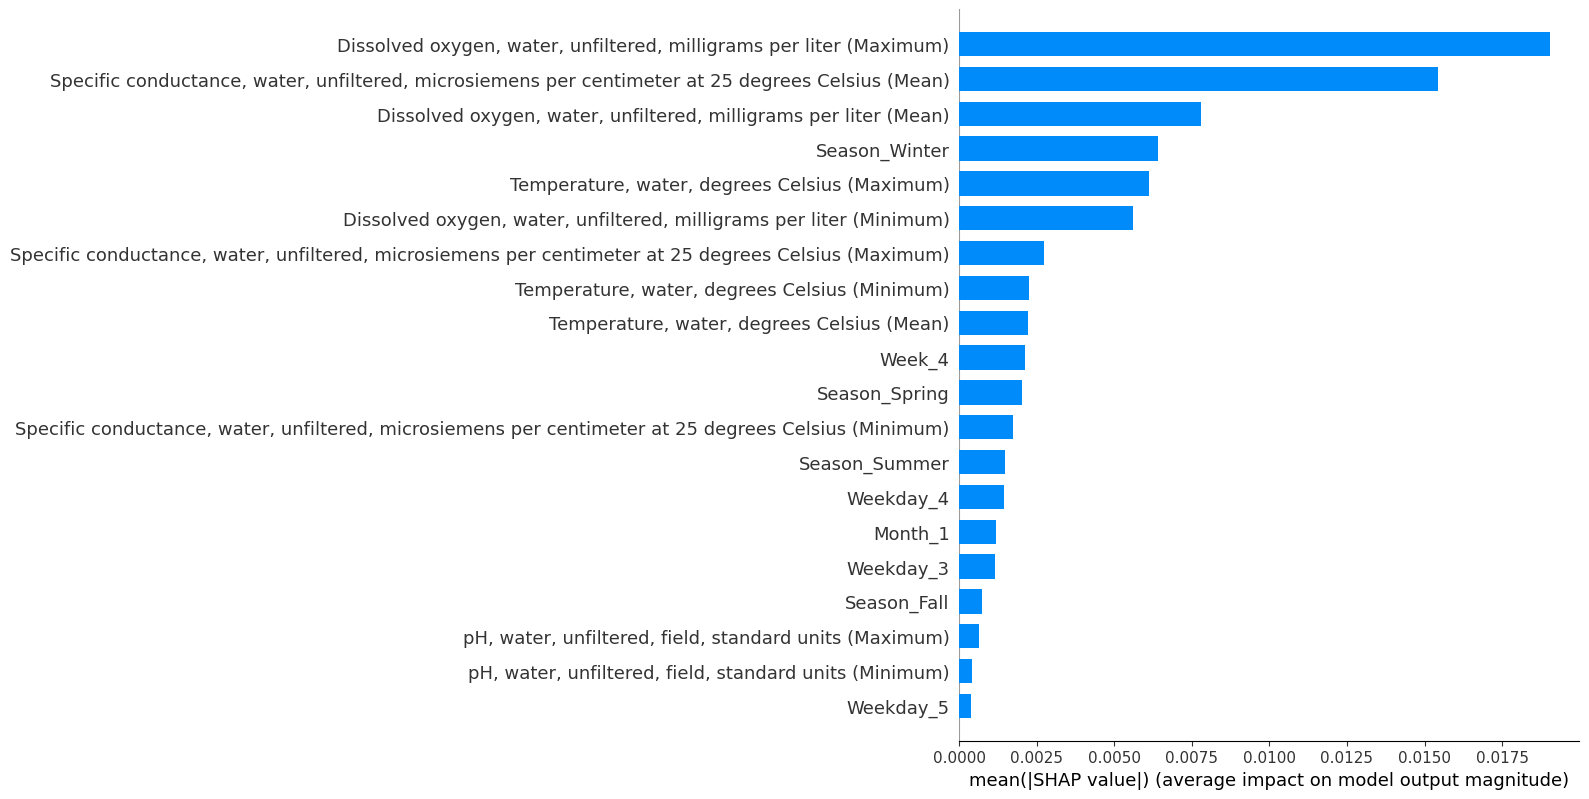 Dissolved oxygen, water, unfiltered, milligrams per liter (Maximum)
Specific conductance, water, unfiltered, microsiemens per centimeter at 25 degrees Celsius (Mean)
Dissolved oxygen, water, unfiltered, milligrams per liter (Mean)
Season_Winter
Temperature, water, degrees Celsius (Maximum)
Dissolved oxygen, water, unfiltered, milligrams per liter (Minimum)
Specific conductance, water, unfiltered, microsiemens per centimeter at 25 degrees Celsius (Maximum)
Temperature, water, degrees Celsius (Minimum)
Temperature, water, degrees Celsius (Mean)
Week_4
Season_Spring
Specific conductance, water, unfiltered, microsiemens per centimeter at 25 degrees Celsius (Minimum)
Season_Summer
Weekday_4
Month_1
Weekday_3
Season_Fall
pH, water, unfiltered, field, standard units (Maximum)
pH, water, unfiltered, field, standard units (Minimum)
Weekday_5
0.0000 0.0025 0.0050 0.0075 0.0100 0.0125 0.0150 0.0175
mean(|SHAP value|) (average impact on model output magnitude)